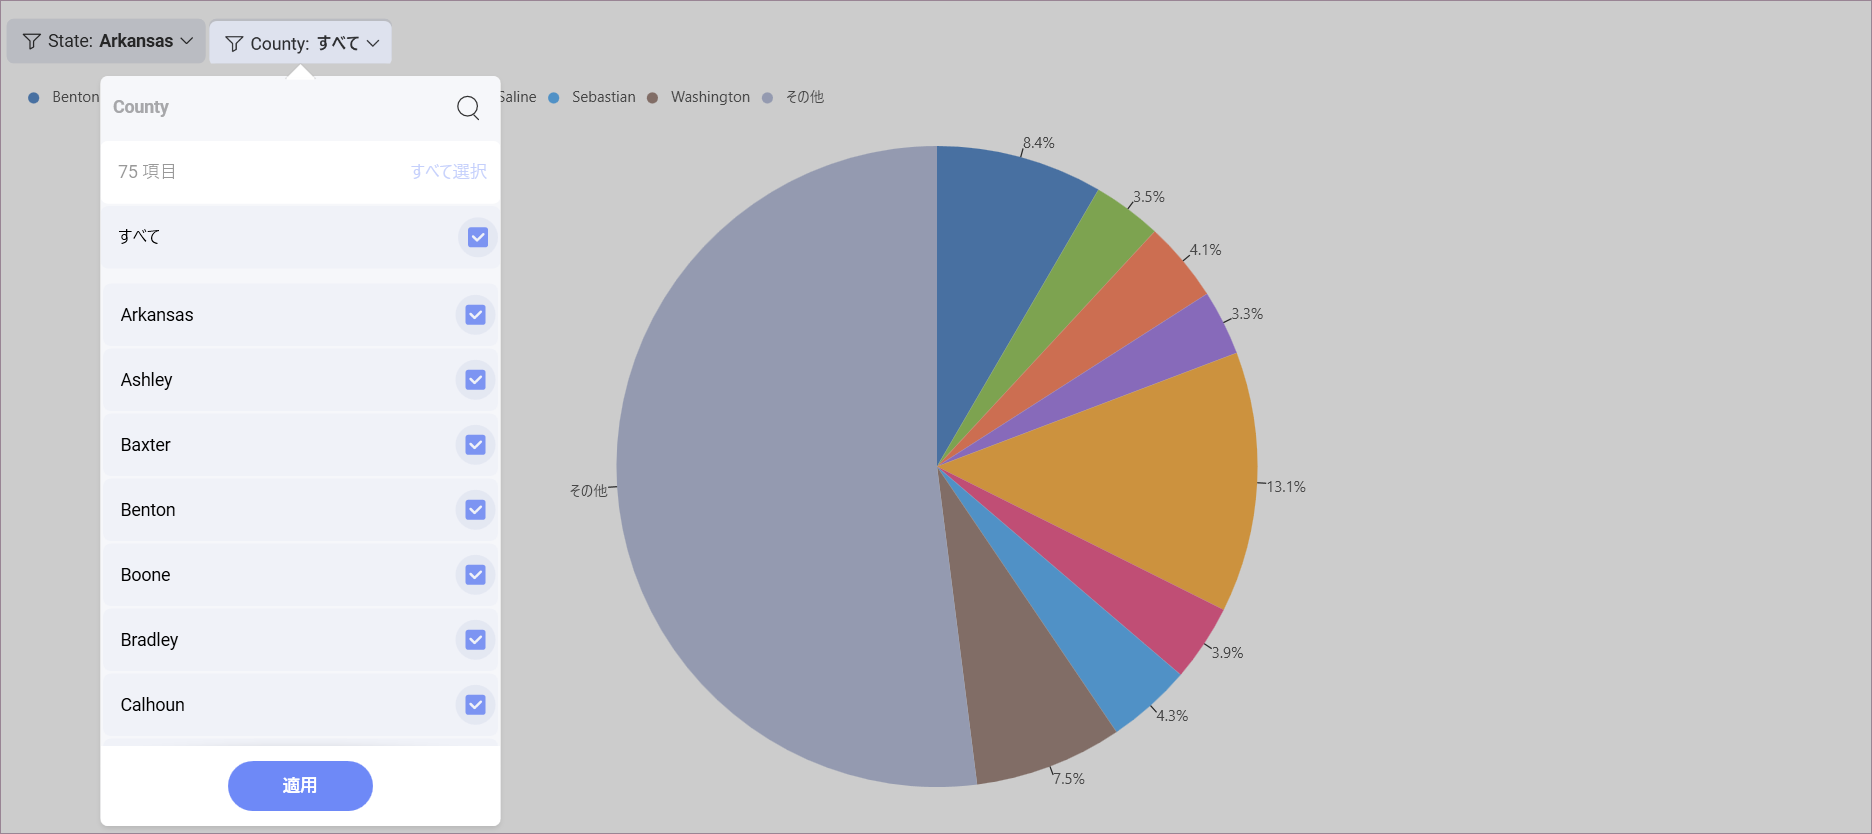 State: Arkansas
County: すべて
Benton
Saline
Sebastian
Washington
その他
County
75 項目
すべて選択
すべて
Arkansas
Ashley
Baxter
Benton
Boone
Bradley
Calhoun
適用
8.4%
3.5%
4.1%
3.3%
13.1%
3.9%
4.3%
7.5%
その他